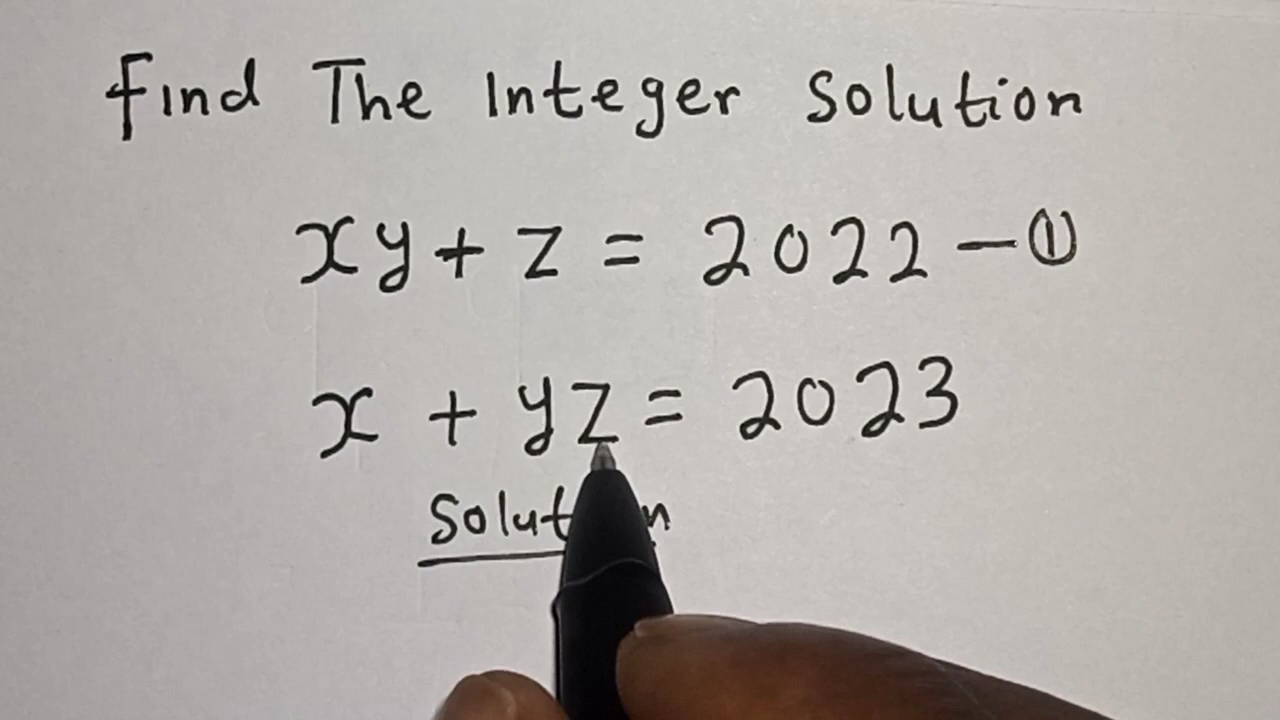 Find The Integer Solution
xy + z = 2022 — ①
x + yz = 2023